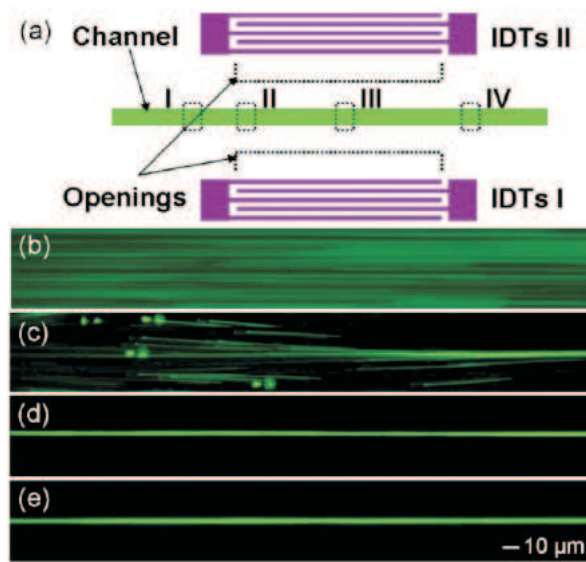 (a)
Channel
IDTs II
I
II
III
IV
Openings
IDTs I
(b)
(c)
(d)
(e)
10 μm